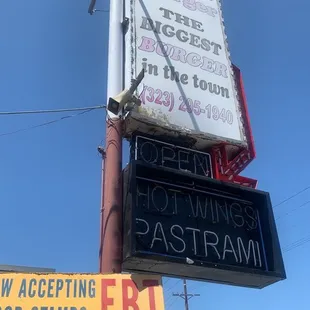 THE
BIGGEST
BURGER
in the town
(323) 295-1940
OPEN
HOT WINGS
PASTRAMI
W ACCEPTING EBT